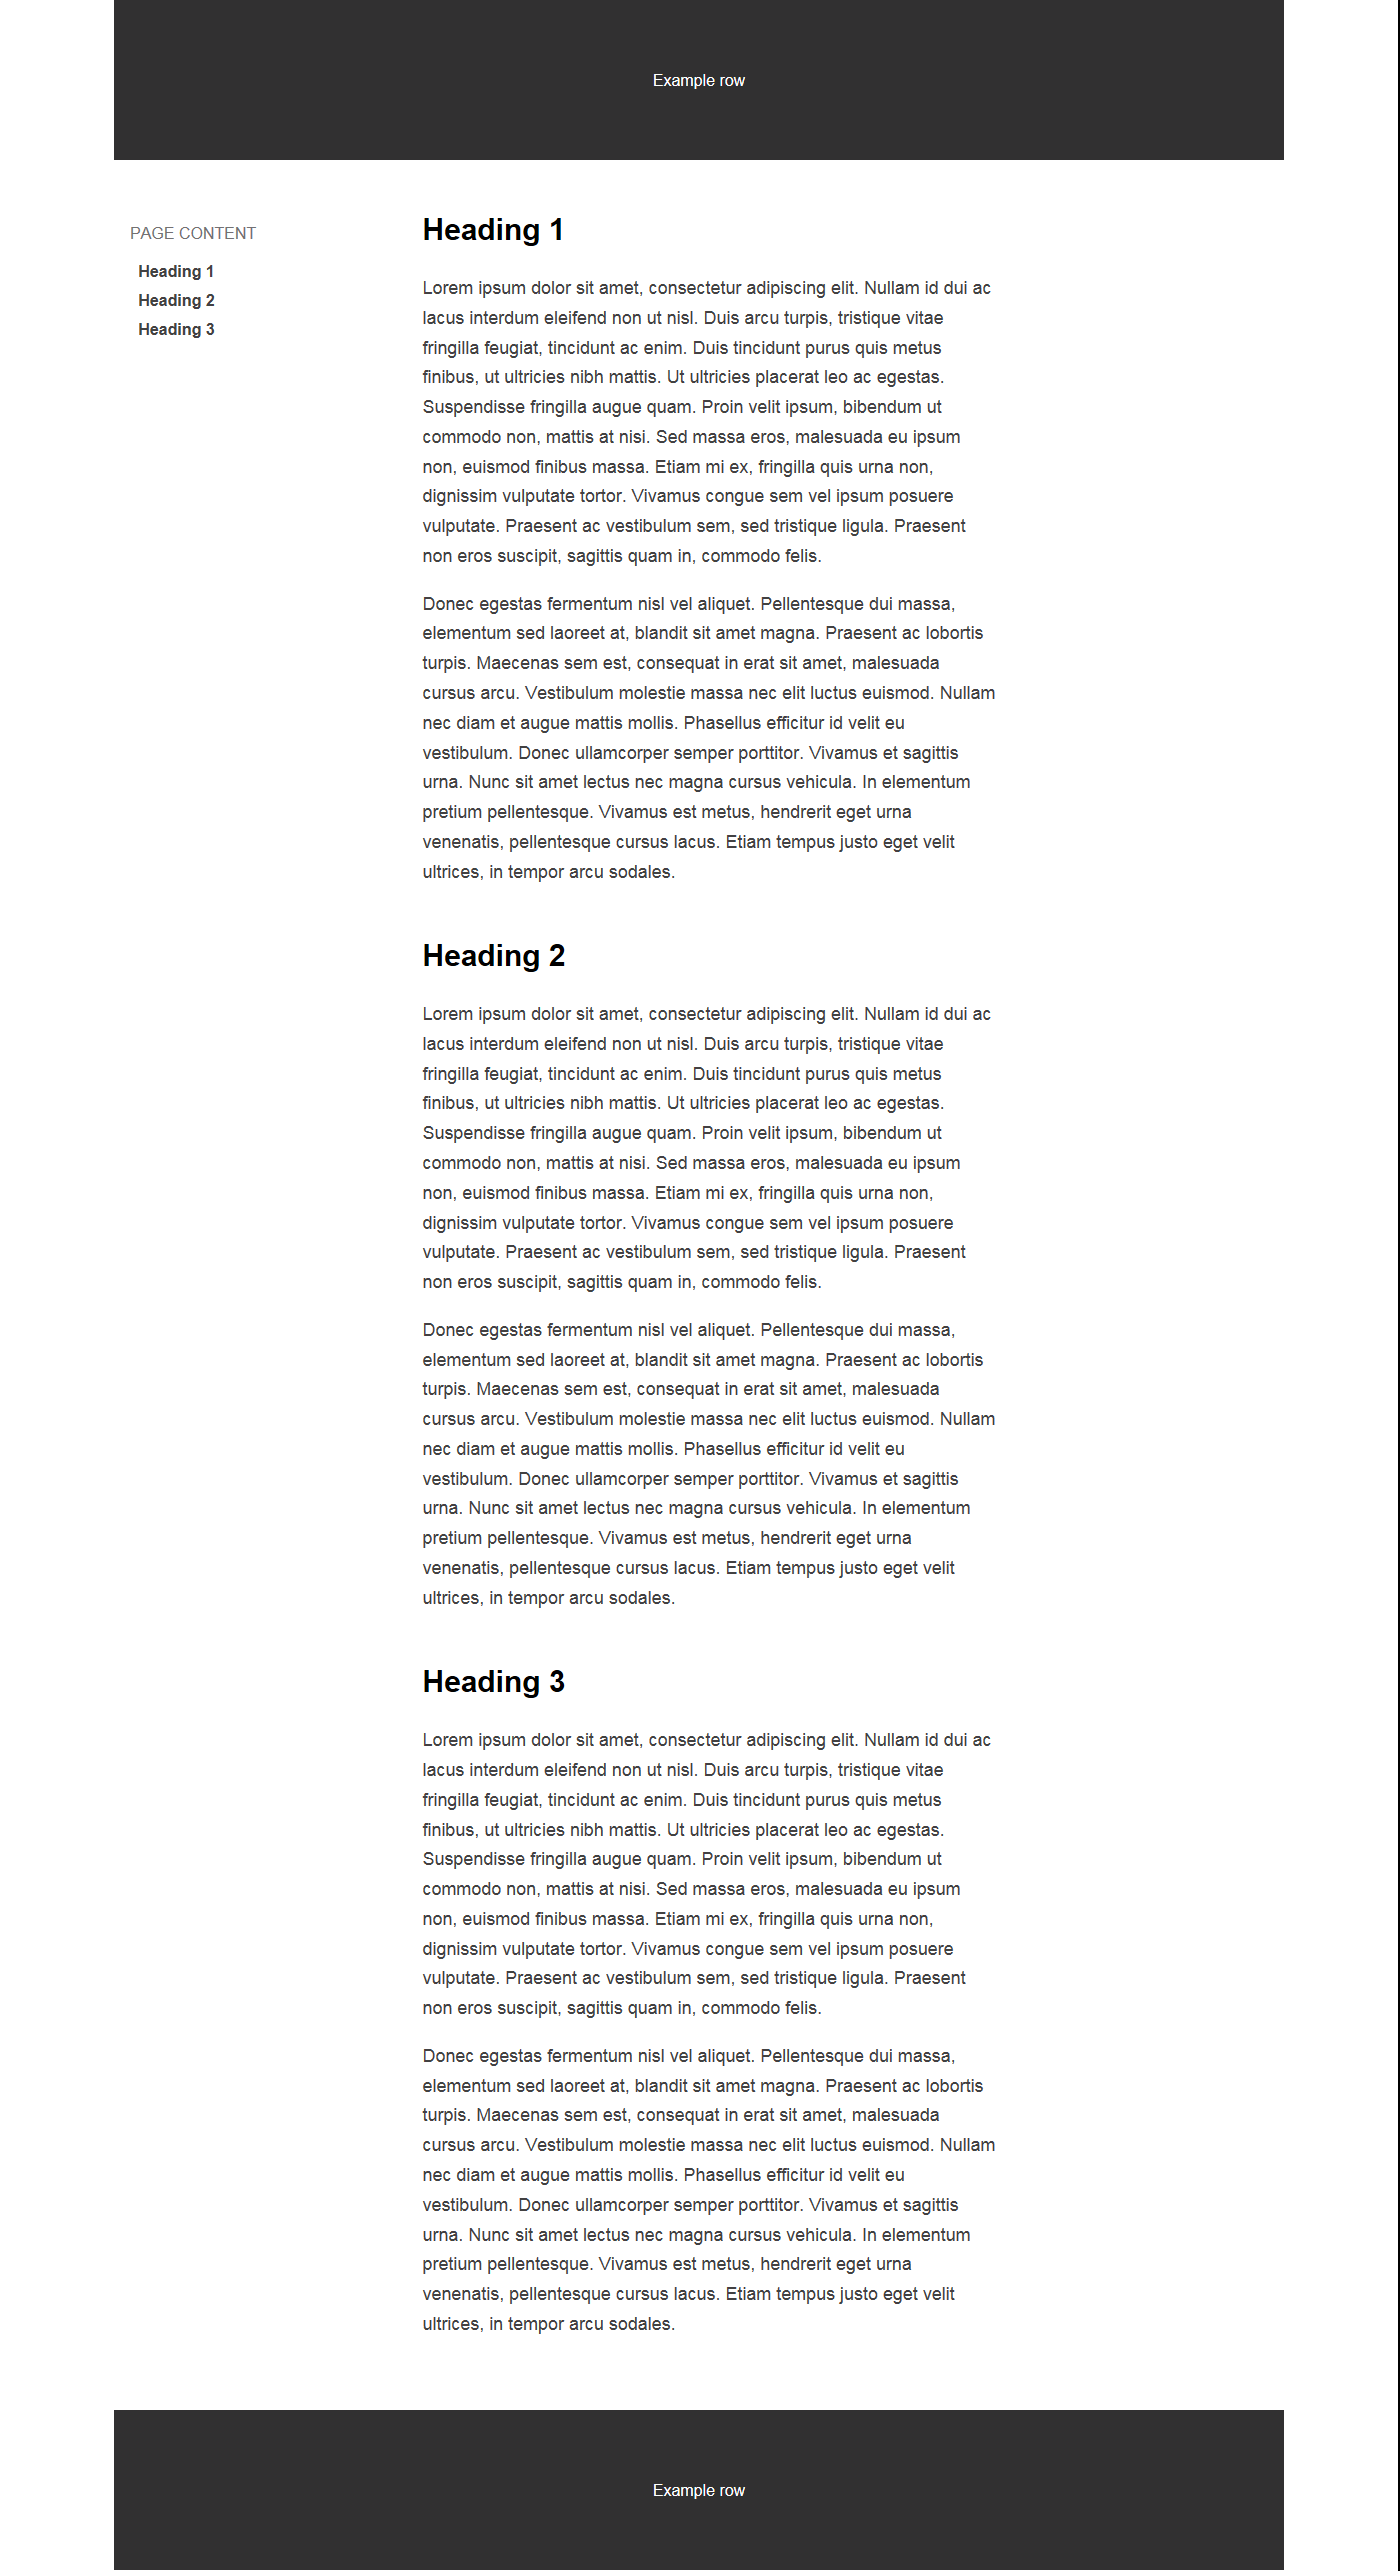 Example row
PAGE CONTENT
Heading 1
Heading 2
Heading 3
Heading 1
Lorem ipsum dolor sit amet, consectetur adipiscing elit. Nullam id dui ac
lacus interdum eleifend non ut nisl. Duis arcu turpis, tristique vitae
fringilla feugiat, tincidunt ac enim. Duis tincidunt purus quis metus
finibus, ut ultricies nibh mattis. Ut ultricies placerat leo ac egestas.
Suspendisse fringilla augue quam. Proin velit ipsum, bibendum ut
commodo non, mattis at nisi. Sed massa eros, malesuada eu ipsum
non, euismod finibus massa. Etiam mi ex, fringilla quis urna non,
dignissim vulputate tortor. Vivamus congue sem vel ipsum posuere
vulputate. Praesent ac vestibulum sem, sed tristique ligula. Praesent
non eros suscipit, sagittis quam in, commodo felis.
Donec egestas fermentum nisl vel aliquet. Pellentesque dui massa,
elementum sed laoreet at, blandit sit amet magna. Praesent ac lobortis
turpis. Maecenas sem est, consequat in erat sit amet, malesuada
cursus arcu. Vestibulum molestie massa nec elit luctus euismod. Nullam
nec diam et augue mattis mollis. Phasellus efficitur id velit eu
vestibulum. Donec ullamcorper semper porttitor. Vivamus et sagittis
urna. Nunc sit amet lectus nec magna cursus vehicula. In elementum
pretium pellentesque. Vivamus est metus, hendrerit eget urna
venenatis, pellentesque cursus lacus. Etiam tempus justo eget velit
ultrices, in tempor arcu sodales.
Heading 2
Lorem ipsum dolor sit amet, consectetur adipiscing elit. Nullam id dui ac
lacus interdum eleifend non ut nisl. Duis arcu turpis, tristique vitae
fringilla feugiat, tincidunt ac enim. Duis tincidunt purus quis metus
finibus, ut ultricies nibh mattis. Ut ultricies placerat leo ac egestas.
Suspendisse fringilla augue quam. Proin velit ipsum, bibendum ut
commodo non, mattis at nisi. Sed massa eros, malesuada eu ipsum
non, euismod finibus massa. Etiam mi ex, fringilla quis urna non,
dignissim vulputate tortor. Vivamus congue sem vel ipsum posuere
vulputate. Praesent ac vestibulum sem, sed tristique ligula. Praesent
non eros suscipit, sagittis quam in, commodo felis.
Donec egestas fermentum nisl vel aliquet. Pellentesque dui massa,
elementum sed laoreet at, blandit sit amet magna. Praesent ac lobortis
turpis. Maecenas sem est, consequat in erat sit amet, malesuada
cursus arcu. Vestibulum molestie massa nec elit luctus euismod. Nullam
nec diam et augue mattis mollis. Phasellus efficitur id velit eu
vestibulum. Donec ullamcorper semper porttitor. Vivamus et sagittis
urna. Nunc sit amet lectus nec magna cursus vehicula. In elementum
pretium pellentesque. Vivamus est metus, hendrerit eget urna
venenatis, pellentesque cursus lacus. Etiam tempus justo eget velit
ultrices, in tempor arcu sodales.
Heading 3
Lorem ipsum dolor sit amet, consectetur adipiscing elit. Nullam id dui ac
lacus interdum eleifend non ut nisl. Duis arcu turpis, tristique vitae
fringilla feugiat, tincidunt ac enim. Duis tincidunt purus quis metus
finibus, ut ultricies nibh mattis. Ut ultricies placerat leo ac egestas.
Suspendisse fringilla augue quam. Proin velit ipsum, bibendum ut
commodo non, mattis at nisi. Sed massa eros, malesuada eu ipsum
non, euismod finibus massa. Etiam mi ex, fringilla quis urna non,
dignissim vulputate tortor. Vivamus congue sem vel ipsum posuere
vulputate. Praesent ac vestibulum sem, sed tristique ligula. Praesent
non eros suscipit, sagittis quam in, commodo felis.
Donec egestas fermentum nisl vel aliquet. Pellentesque dui massa,
elementum sed laoreet at, blandit sit amet magna. Praesent ac lobortis
turpis. Maecenas sem est, consequat in erat sit amet, malesuada
cursus arcu. Vestibulum molestie massa nec elit luctus euismod. Nullam
nec diam et augue mattis mollis. Phasellus efficitur id velit eu
vestibulum. Donec ullamcorper semper porttitor. Vivamus et sagittis
urna. Nunc sit amet lectus nec magna cursus vehicula. In elementum
pretium pellentesque. Vivamus est metus, hendrerit eget urna
venenatis, pellentesque cursus lacus. Etiam tempus justo eget velit
ultrices, in tempor arcu sodales.
Example row